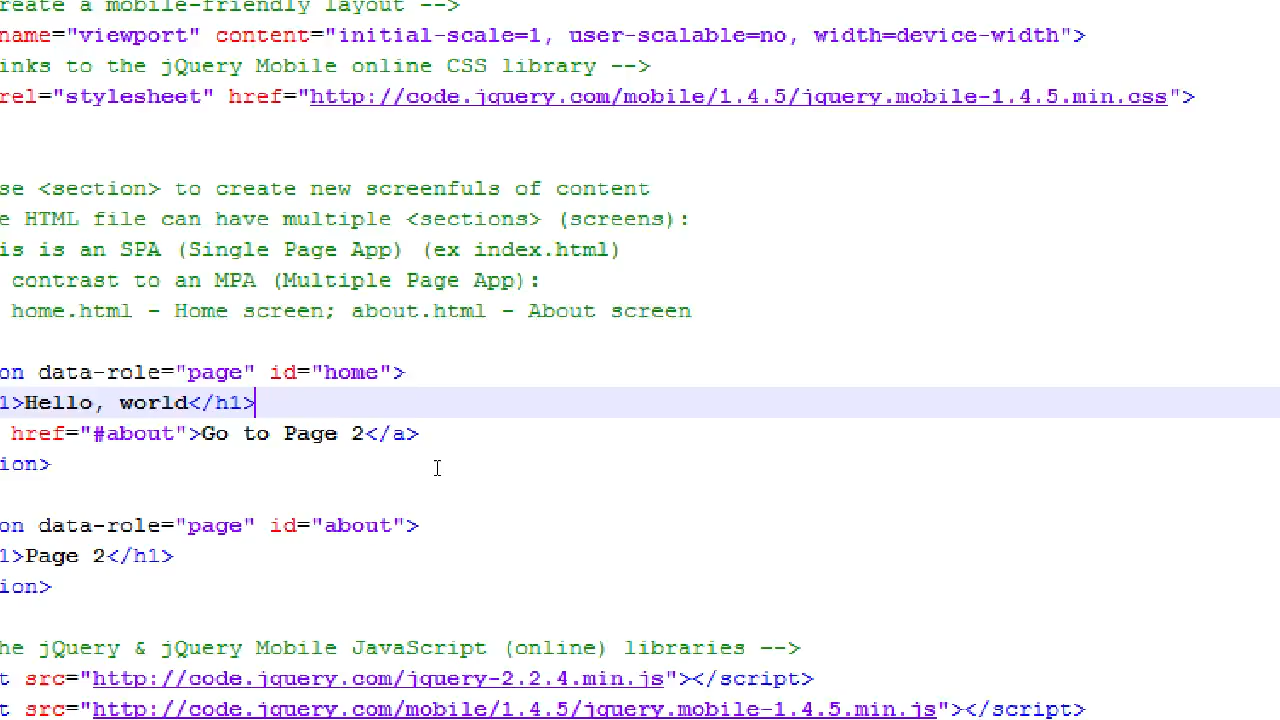 reate a mobile-friendly layout -->
name="viewport" content="initial-scale=1, user-scalable=no, width=device-width">
inks to the jQuery Mobile online CSS library -->
rel="stylesheet" href="http://code.jquery.com/mobile/1.4.5/jquery.mobile-1.4.5.min.css">
se <section> to create new screenfuls of content
e HTML file can have multiple <sections> (screens):
is is an SPA (Single Page App) (ex index.html)
contrast to an MPA (Multiple Page App):
home.html - Home screen; about.html - About screen
on data-role="page" id="home">
1>Hello, world</h1>
href="#about">Go to Page 2</a>
ion>
on data-role="page" id="about">
1>Page 2</h1>
ion>
he jQuery & jQuery Mobile JavaScript (online) libraries -->
t src="http://code.jquery.com/jquery-2.2.4.min.js"></script>
t src="http://code.jquery.com/mobile/1.4.5/jquery.mobile-1.4.5.min.js"></script>